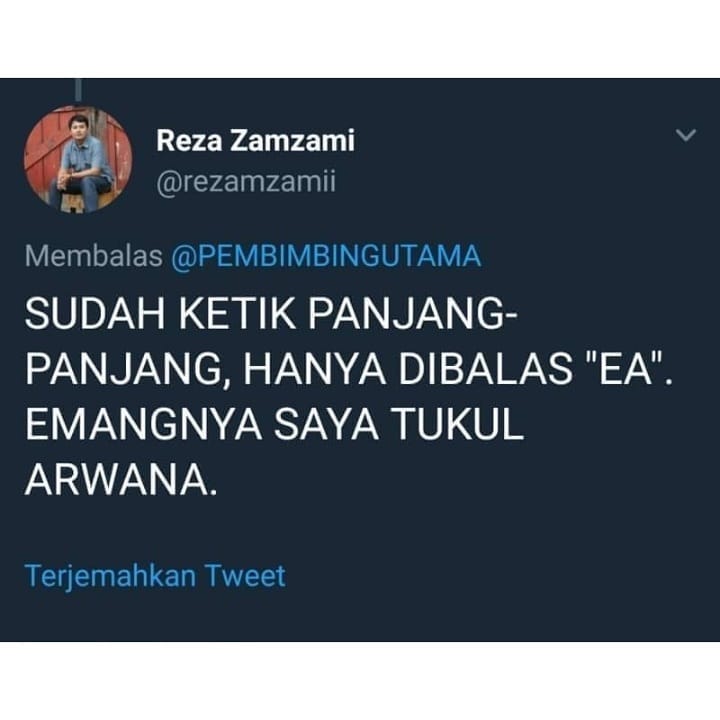 Reza Zamzami
@rezamzamii
Membalas @PEMBIMBINGUTAMA
SUDAH KETIK PANJANG-
PANJANG, HANYA DIBALAS "EA".
EMANGNYA SAYA TUKUL
ARWANA.
Terjemahkan Tweet